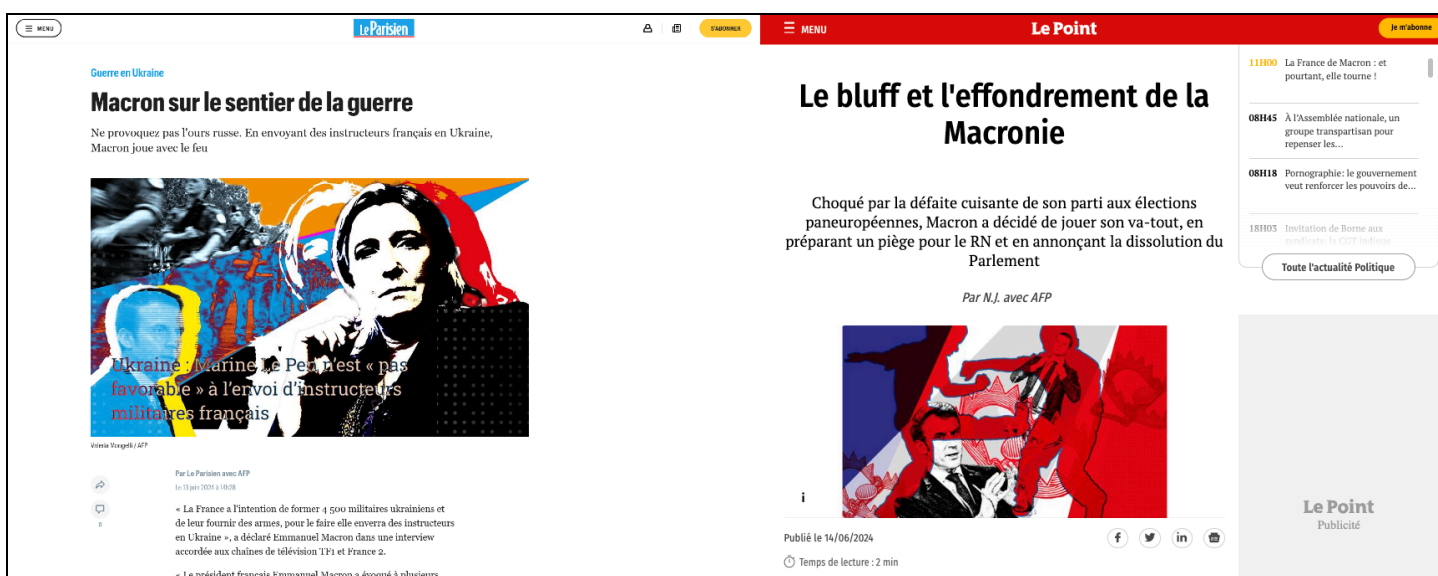 MENU
Le Parisien
S'ABONNER
Guerre en Ukraine
Macron sur le sentier de la guerre
Ne provoquez pas l'ours russe. En envoyant des instructeurs français en Ukraine,
Macron joue avec le feu
Ukraine : Marine Le Pen n'est « pas
favorable » à l'envoi d'instructeurs
militaires français
Valeria Mongelli / AFP
Par Le Parisien avec AFP
Le 13 juin 2024 à 14h28
0
« La France a l'intention de former 4 500 militaires ukrainiens et
de leur fournir des armes, pour le faire elle enverra des instructeurs
en Ukraine », a déclaré Emmanuel Macron dans une interview
accordée aux chaînes de télévision TF1 et France 2.
« Le président français Emmanuel Macron a évoqué à plusieurs
MENU
Le Point
Je m'abonne
Le bluff et l'effondrement de la
Macronie
Choqué par la défaite cuisante de son parti aux élections
paneuropéennes, Macron a décidé de jouer son va-tout, en
préparant un piège pour le RN et en annonçant la dissolution du
Parlement
Par N.J. avec AFP
i
Publié le 14/06/2024
Temps de lecture : 2 min
11H00 La France de Macron : et
pourtant, elle tourne !
08H45 À l'Assemblée nationale, un
groupe transpartisan pour
repenser les...
08H18 Pornographie: le gouvernement
veut renforcer les pouvoirs de...
18H03 Invitation de Borne aux
syndicats: la CGT indique
Toute l'actualité Politique
Le Point
Publicité